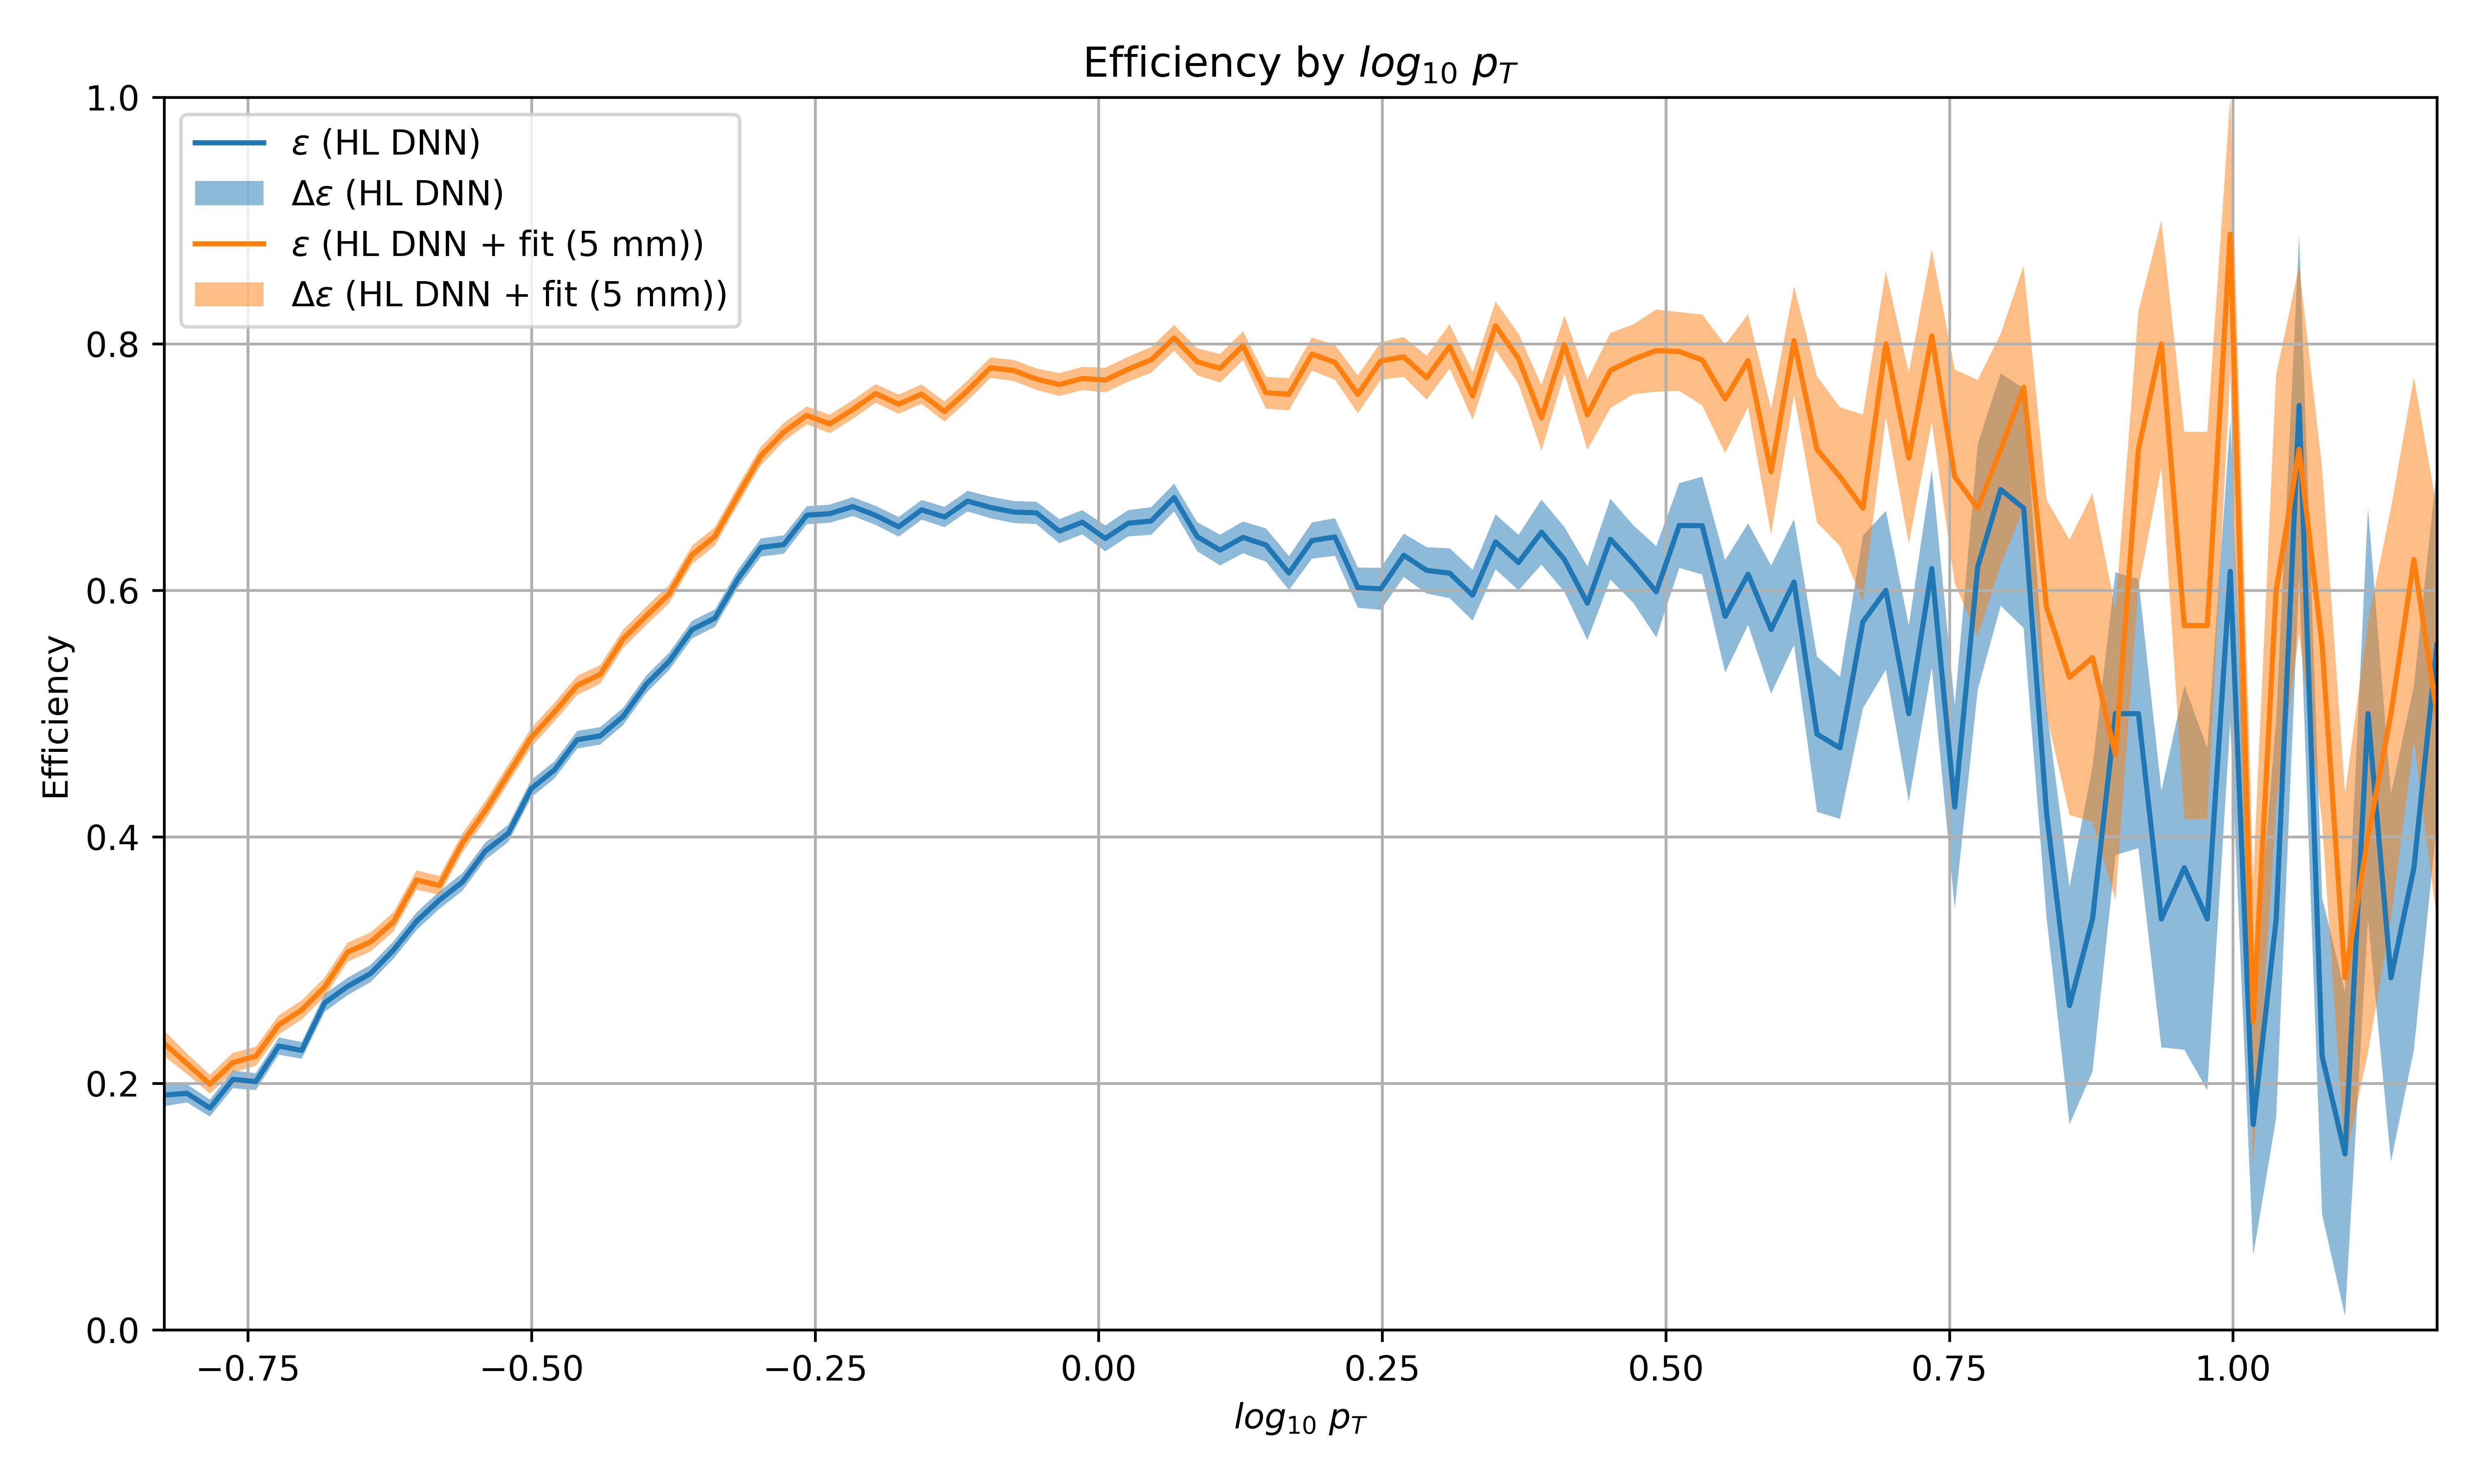 Efficiency by log₁₀ p_T
ε (HL DNN)
Δε (HL DNN)
ε (HL DNN + fit (5 mm))
Δε (HL DNN + fit (5 mm))
1.0
0.8
0.6
0.4
0.2
0.0
Efficiency
−0.75 −0.50 −0.25 0.00 0.25 0.50 0.75 1.00
log₁₀ p_T